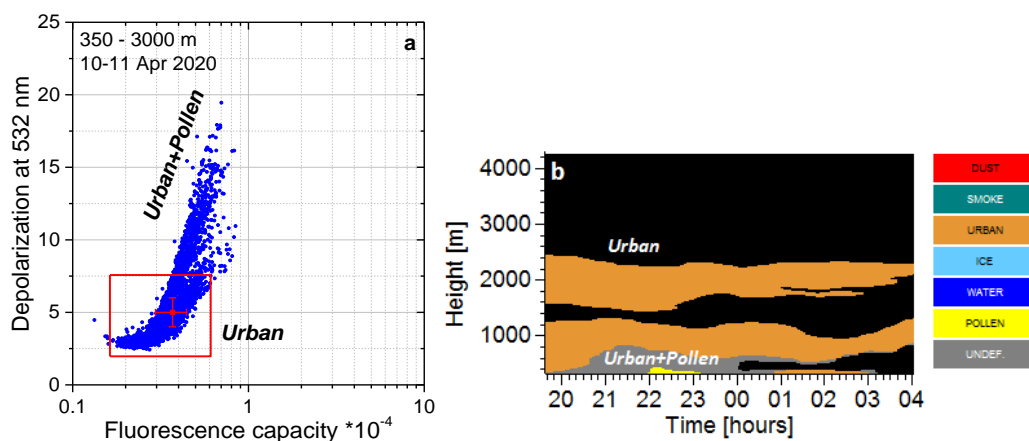 350 - 3000 m
10-11 Apr 2020
a
Urban+Pollen
Urban
Depolarization at 532 nm
25
20
15
10
5
0
0.1
1
10
Fluorescence capacity *10⁻⁴
b
Urban
Urban+Pollen
Height [m]
4000
3000
2000
1000
20 21 22 23 00 01 02 03 04
Time [hours]
DUST
SMOKE
URBAN
ICE
WATER
POLLEN
UNDEF.